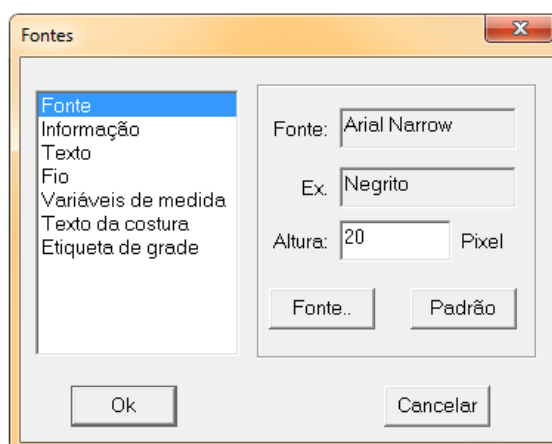 Fontes
Fonte
Informação
Texto
Fio
Variáveis de medida
Texto da costura
Etiqueta de grade
Fonte: Arial Narrow
Ex. Negrito
Altura: 20 Pixel
Fonte.. Padrão
Ok Cancelar